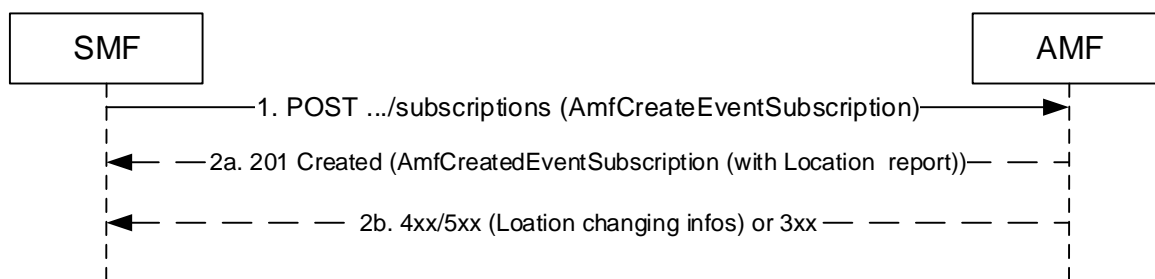 SMF
AMF
1. POST .../subscriptions (AmfCreateEventSubscription)
2a. 201 Created (AmfCreatedEventSubscription (with Location  report))
2b. 4xx/5xx (Loation changing infos) or 3xx